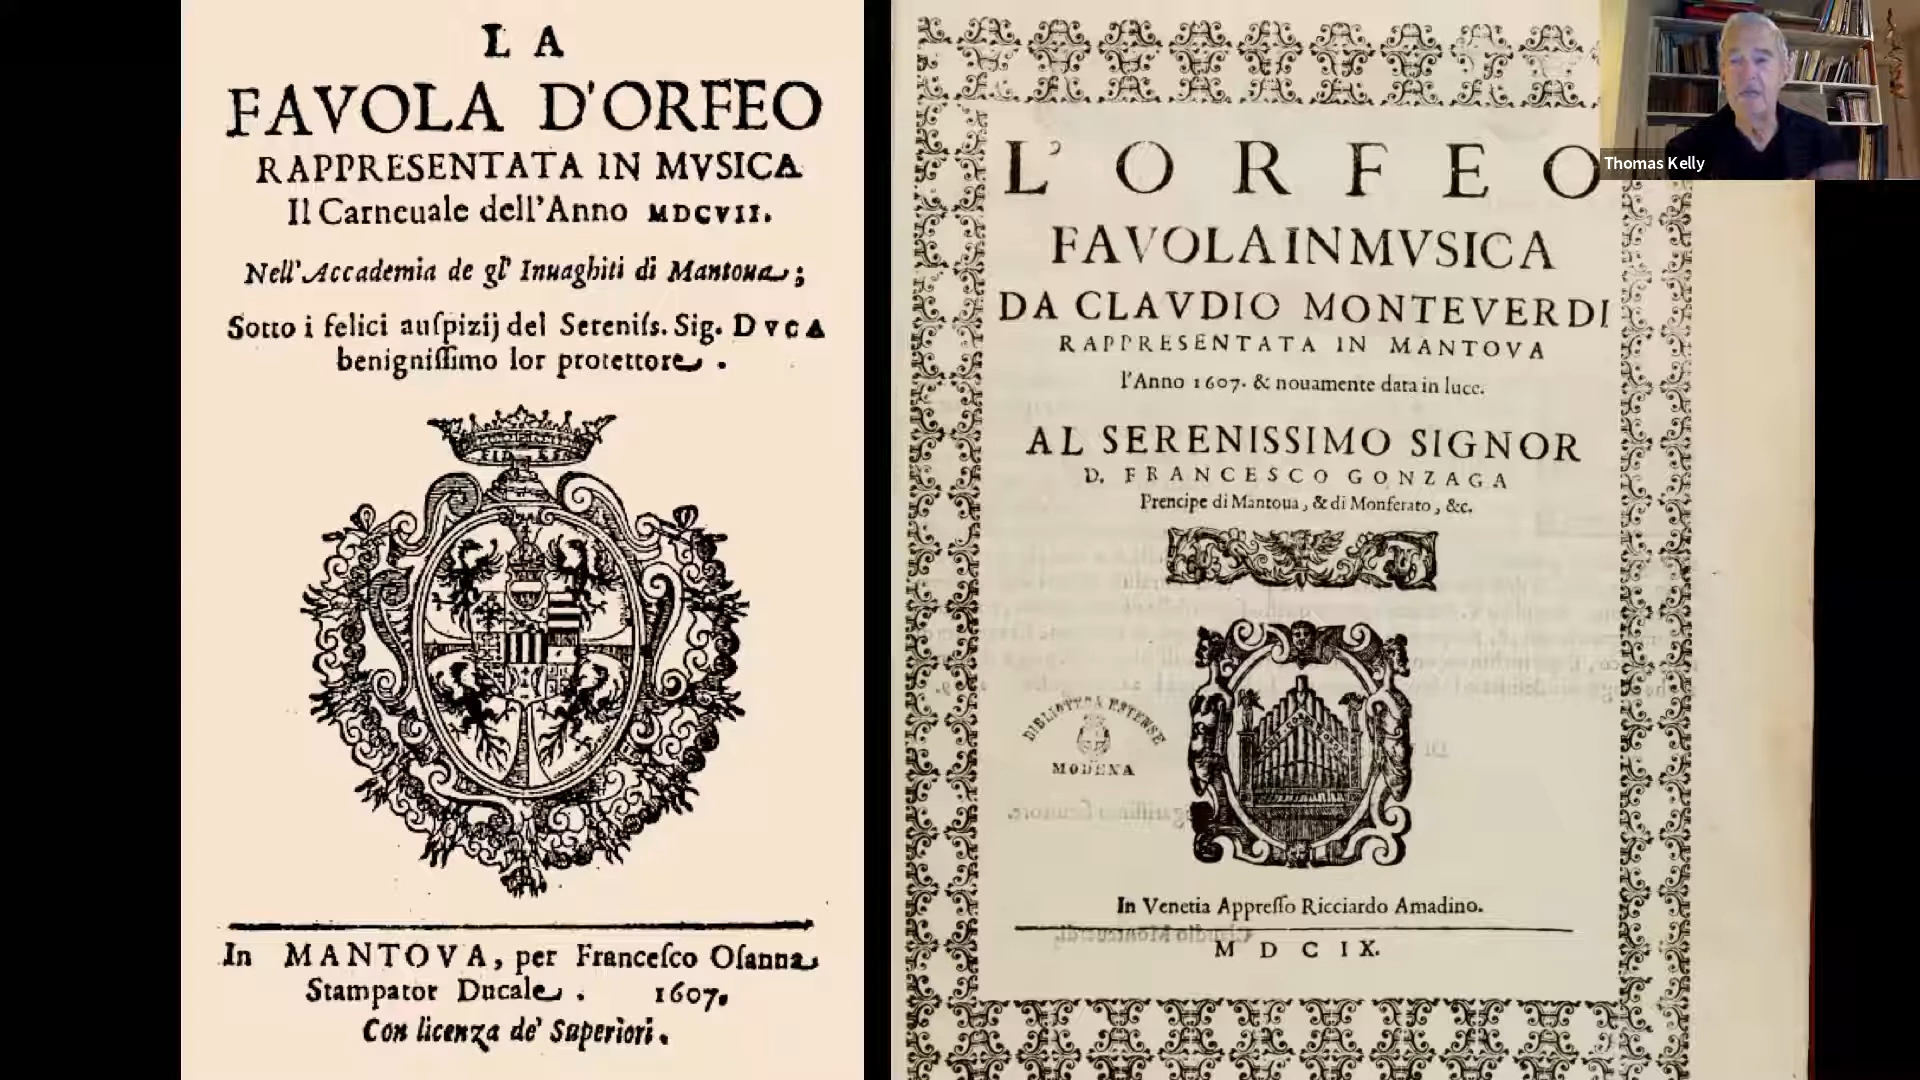 LA
FAVOLA D'ORFEO
RAPPRESENTATA IN MVSICA
Il Carneuale dell'Anno MDCVII.
Nell'Accademia de gl' Inuaghiti di Mantoua;
Sotto i felici auſpizij del Sereniſs. Sig. DVCA
benigniſſimo lor protettore.
In MANTOVA, per Franceſco Oſanna
Stampator Ducale. 1607.
Con licenza de' Superiori.
L'ORFEO
FAVOLA IN MVSICA
DA CLAVDIO MONTEVERDI
RAPPRESENTATA IN MANTOVA
l'Anno 1607. & nouamente data in luce.
AL SERENISSIMO SIGNOR
D. FRANCESCO GONZAGA
Prencipe di Mantoua, & di Monferato, &c.
BIBLIOTECA ESTENSE
MODENA
In Venetia Appreſſo Ricciardo Amadino.
MDCIX.
Thomas Kelly